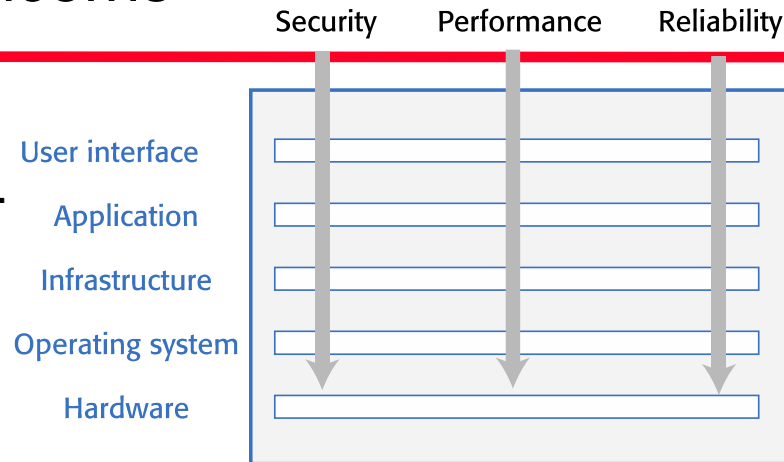 Security Performance Reliability
User interface
Application
Infrastructure
Operating system
Hardware